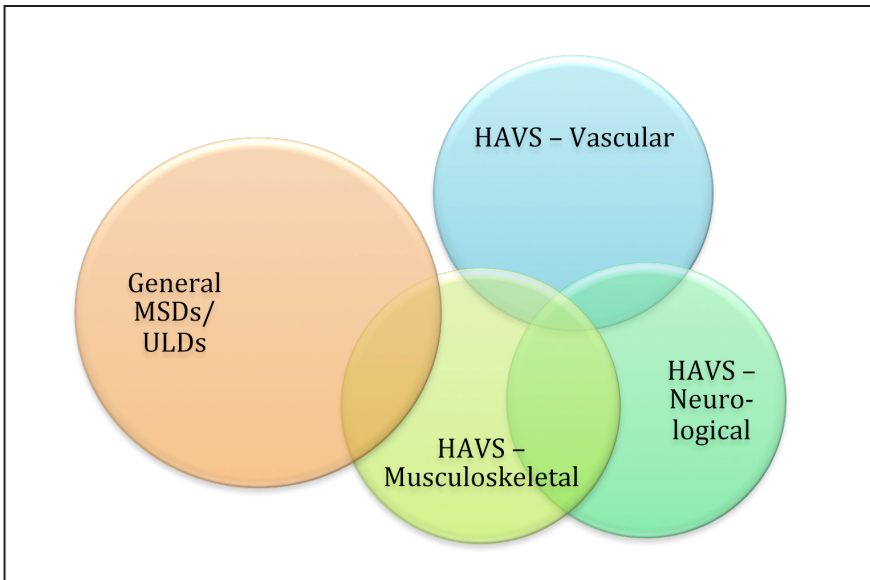 HAVS – Vascular
General
MSDs/
ULDs
HAVS –
Neuro-
logical
HAVS –
Musculoskeletal